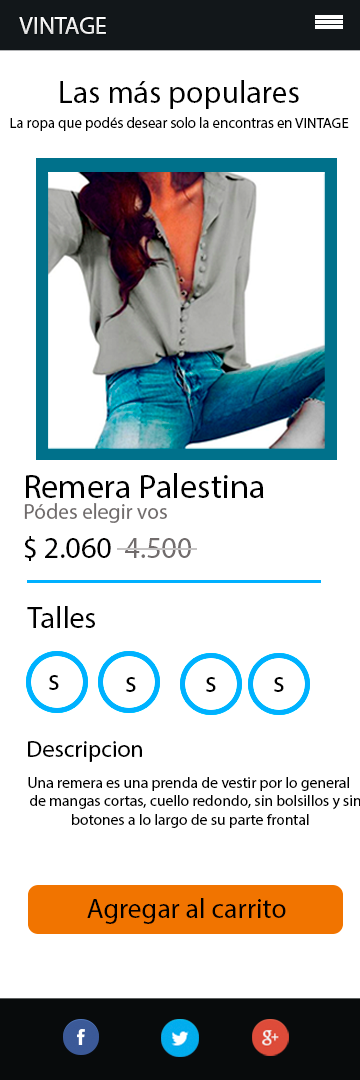 VINTAGE
Las más populares
La ropa que podés desear solo la encontras en VINTAGE
Remera Palestina
Pódes elegir vos
$ 2.060 4.500
Talles
S S S S
Descripcion
Una remera es una prenda de vestir por lo general
de mangas cortas, cuello redondo, sin bolsillos y sin
botones a lo largo de su parte frontal
Agregar al carrito
f g+